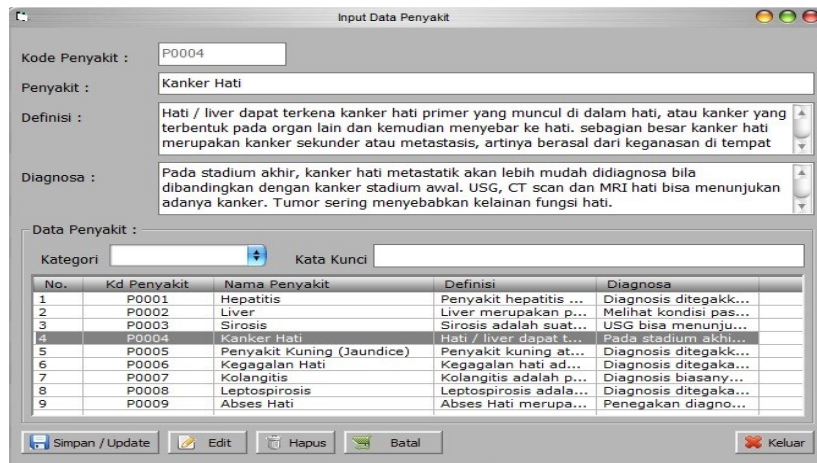 Input Data Penyakit
Kode Penyakit : P0004
Penyakit : Kanker Hati
Definisi : Hati / liver dapat terkena kanker hati primer yang muncul di dalam hati, atau kanker yang
terbentuk pada organ lain dan kemudian menyebar ke hati. sebagian besar kanker hati
merupakan kanker sekunder atau metastasis, artinya berasal dari keganasan di tempat
Diagnosa : Pada stadium akhir, kanker hati metastatik akan lebih mudah didiagnosa bila
dibandingkan dengan kanker stadium awal. USG, CT scan dan MRI hati bisa menunjukan
adanya kanker. Tumor sering menyebabkan kelainan fungsi hati.
Data Penyakit :
Kategori Kata Kunci
No. Kd Penyakit Nama Penyakit Definisi Diagnosa
1 P0001 Hepatitis Penyakit hepatitis ... Diagnosis ditegakk...
2 P0002 Liver Liver merupakan p... Melihat kondisi pas...
3 P0003 Sirosis Sirosis adalah suat... USG bisa menunju...
4 P0004 Kanker Hati Hati / liver dapat t... Pada stadium akhi...
5 P0005 Penyakit Kuning (Jaundice) Penyakit kuning at... Diagnosis ditegakk...
6 P0006 Kegagalan Hati Kegagalan hati ad... Diagnosis ditegaka...
7 P0007 Kolangitis Kolangitis adalah p... Diagnosis biasany...
8 P0008 Leptospirosis Leptospirosis adala... Diagnosis ditegaka...
9 P0009 Abses Hati Abses Hati merupa... Penegakan diagno...
Simpan / Update Edit Hapus Batal Keluar